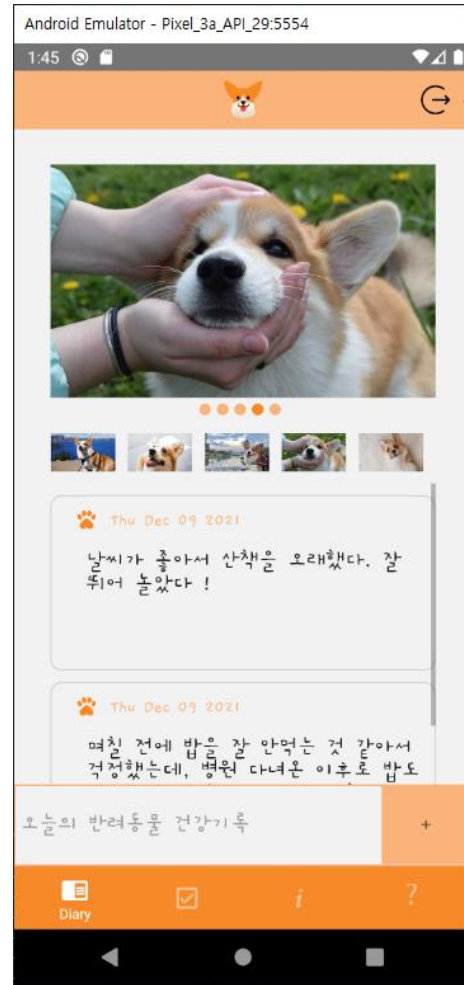 Android Emulator - Pixel_3a_API_29:5554
1:45
Thu Dec 09 2021
날씨가 좋아서 산책을 오래했다. 잘
뛰어 놀았다 !
Thu Dec 09 2021
며칠 전에 밥을 잘 안먹는 것 같아서
걱정했는데, 병원 다녀온 이후로 밥도
오늘의 반려동물 건강기록
+
Diary
i
?